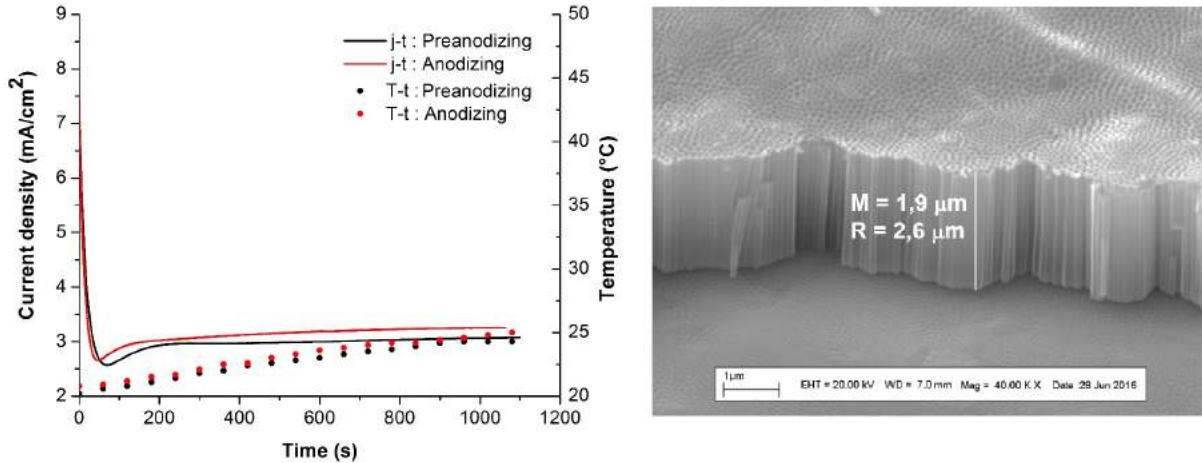 9
8
7
6
5
4
3
2
Current density (mA/cm²)
50
45
40
35
30
25
20
Temperature (°C)
0 200 400 600 800 1000 1200
Time (s)
j-t : Preanodizing
j-t : Anodizing
T-t : Preanodizing
T-t : Anodizing
M = 1,9 µm
R = 2,6 µm
1µm
EHT = 20.00 kV WD = 7.0 mm Mag = 40.00 K X Date :28 Jun 2016